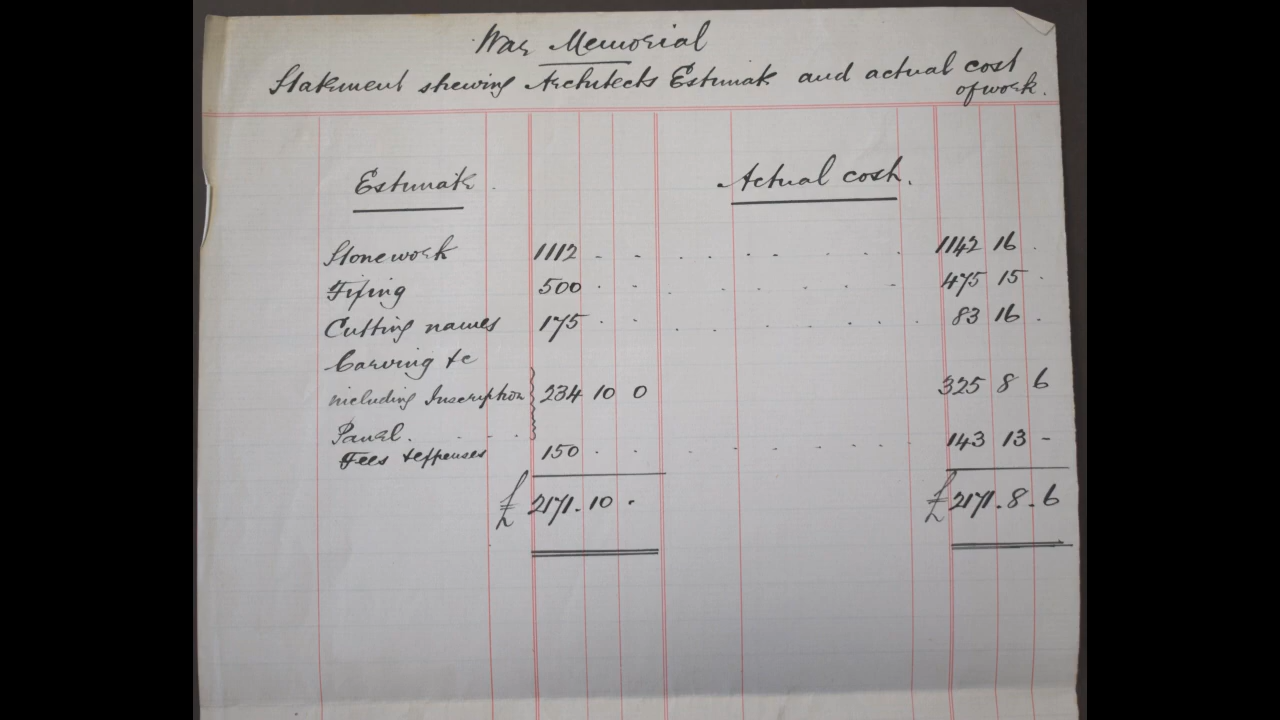 War Memorial
Statement shewing Architects Estimate and actual cost
of work.
Estimate. Actual cost.
Stonework 1112 . . . . . . . . 1142 16 .
Fixing 500 . . . . . . . . 475 15 .
Cutting names 175 . . . . . . . . 83 16 .
Carving &c
including Inscription 234 10 0 325 8 6
Panel. . . .
Fees & expenses 150 . . . . . . . . 143 13 -
£ 2171. 10 . £ 2171. 8. 6